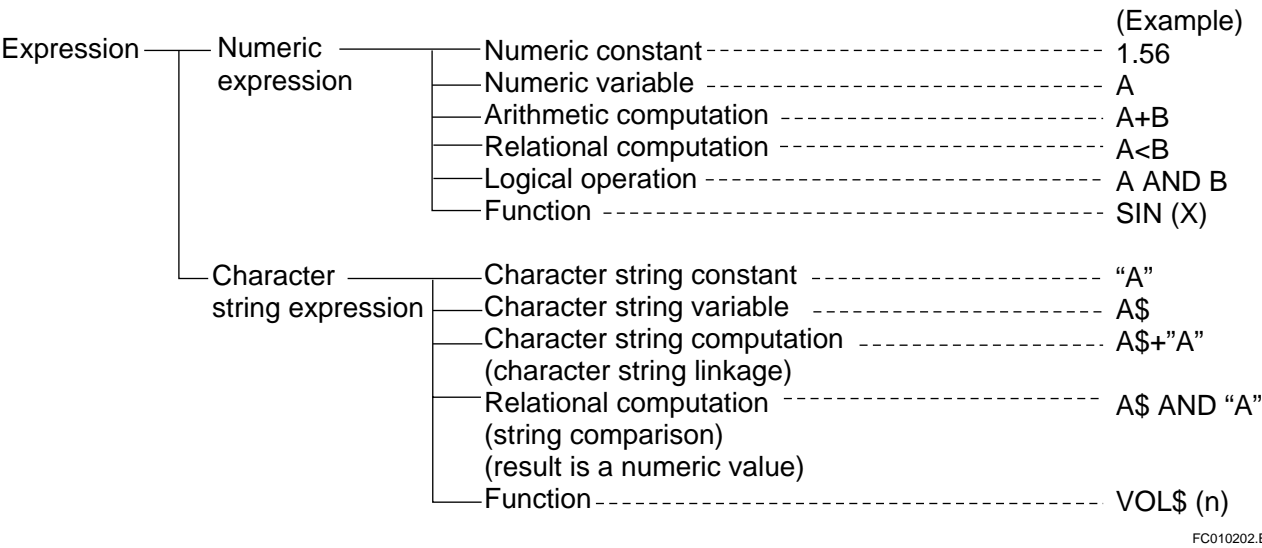 (Example)
Expression Numeric expression Numeric constant 1.56
Numeric variable A
Arithmetic computation A+B
Relational computation A<B
Logical operation A AND B
Function SIN (X)
Character string expression Character string constant “A”
Character string variable A$
Character string computation A$+”A”
(character string linkage)
Relational computation A$ AND “A”
(string comparison)
(result is a numeric value)
Function VOL$ (n)